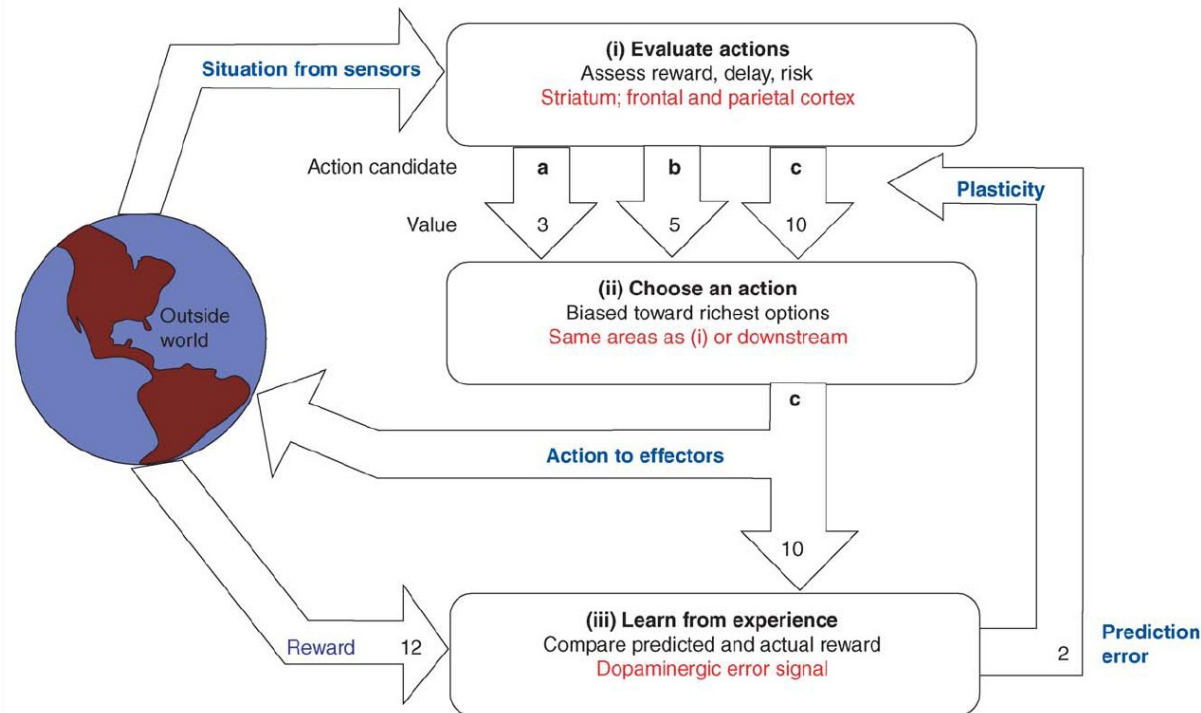 (i) Evaluate actions
Assess reward, delay, risk
Striatum; frontal and parietal cortex
Situation from sensors
Action candidate
a
b
c
Plasticity
Value
3
5
10
(ii) Choose an action
Biased toward richest options
Same areas as (i) or downstream
Outside
world
c
Action to effectors
10
(iii) Learn from experience
Compare predicted and actual reward
Dopaminergic error signal
Reward
12
2
Prediction
error